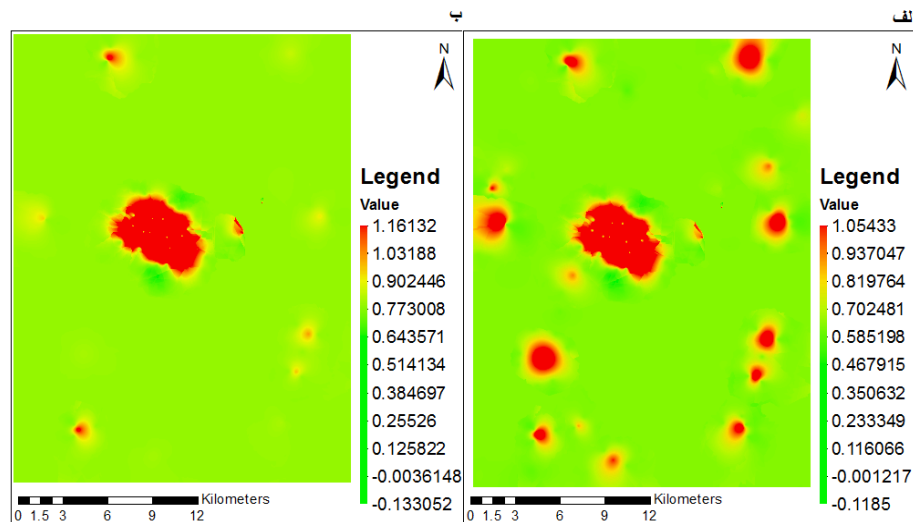 ب
لف
N
Legend
Value
1.16132
1.03188
0.902446
0.773008
0.643571
0.514134
0.384697
0.25526
0.125822
-0.0036148
-0.133052
Kilometers
0 1.5 3 6 9 12
N
Legend
Value
1.05433
0.937047
0.819764
0.702481
0.585198
0.467915
0.350632
0.233349
0.116066
-0.001217
-0.1185
Kilometers
0 1.5 3 6 9 12